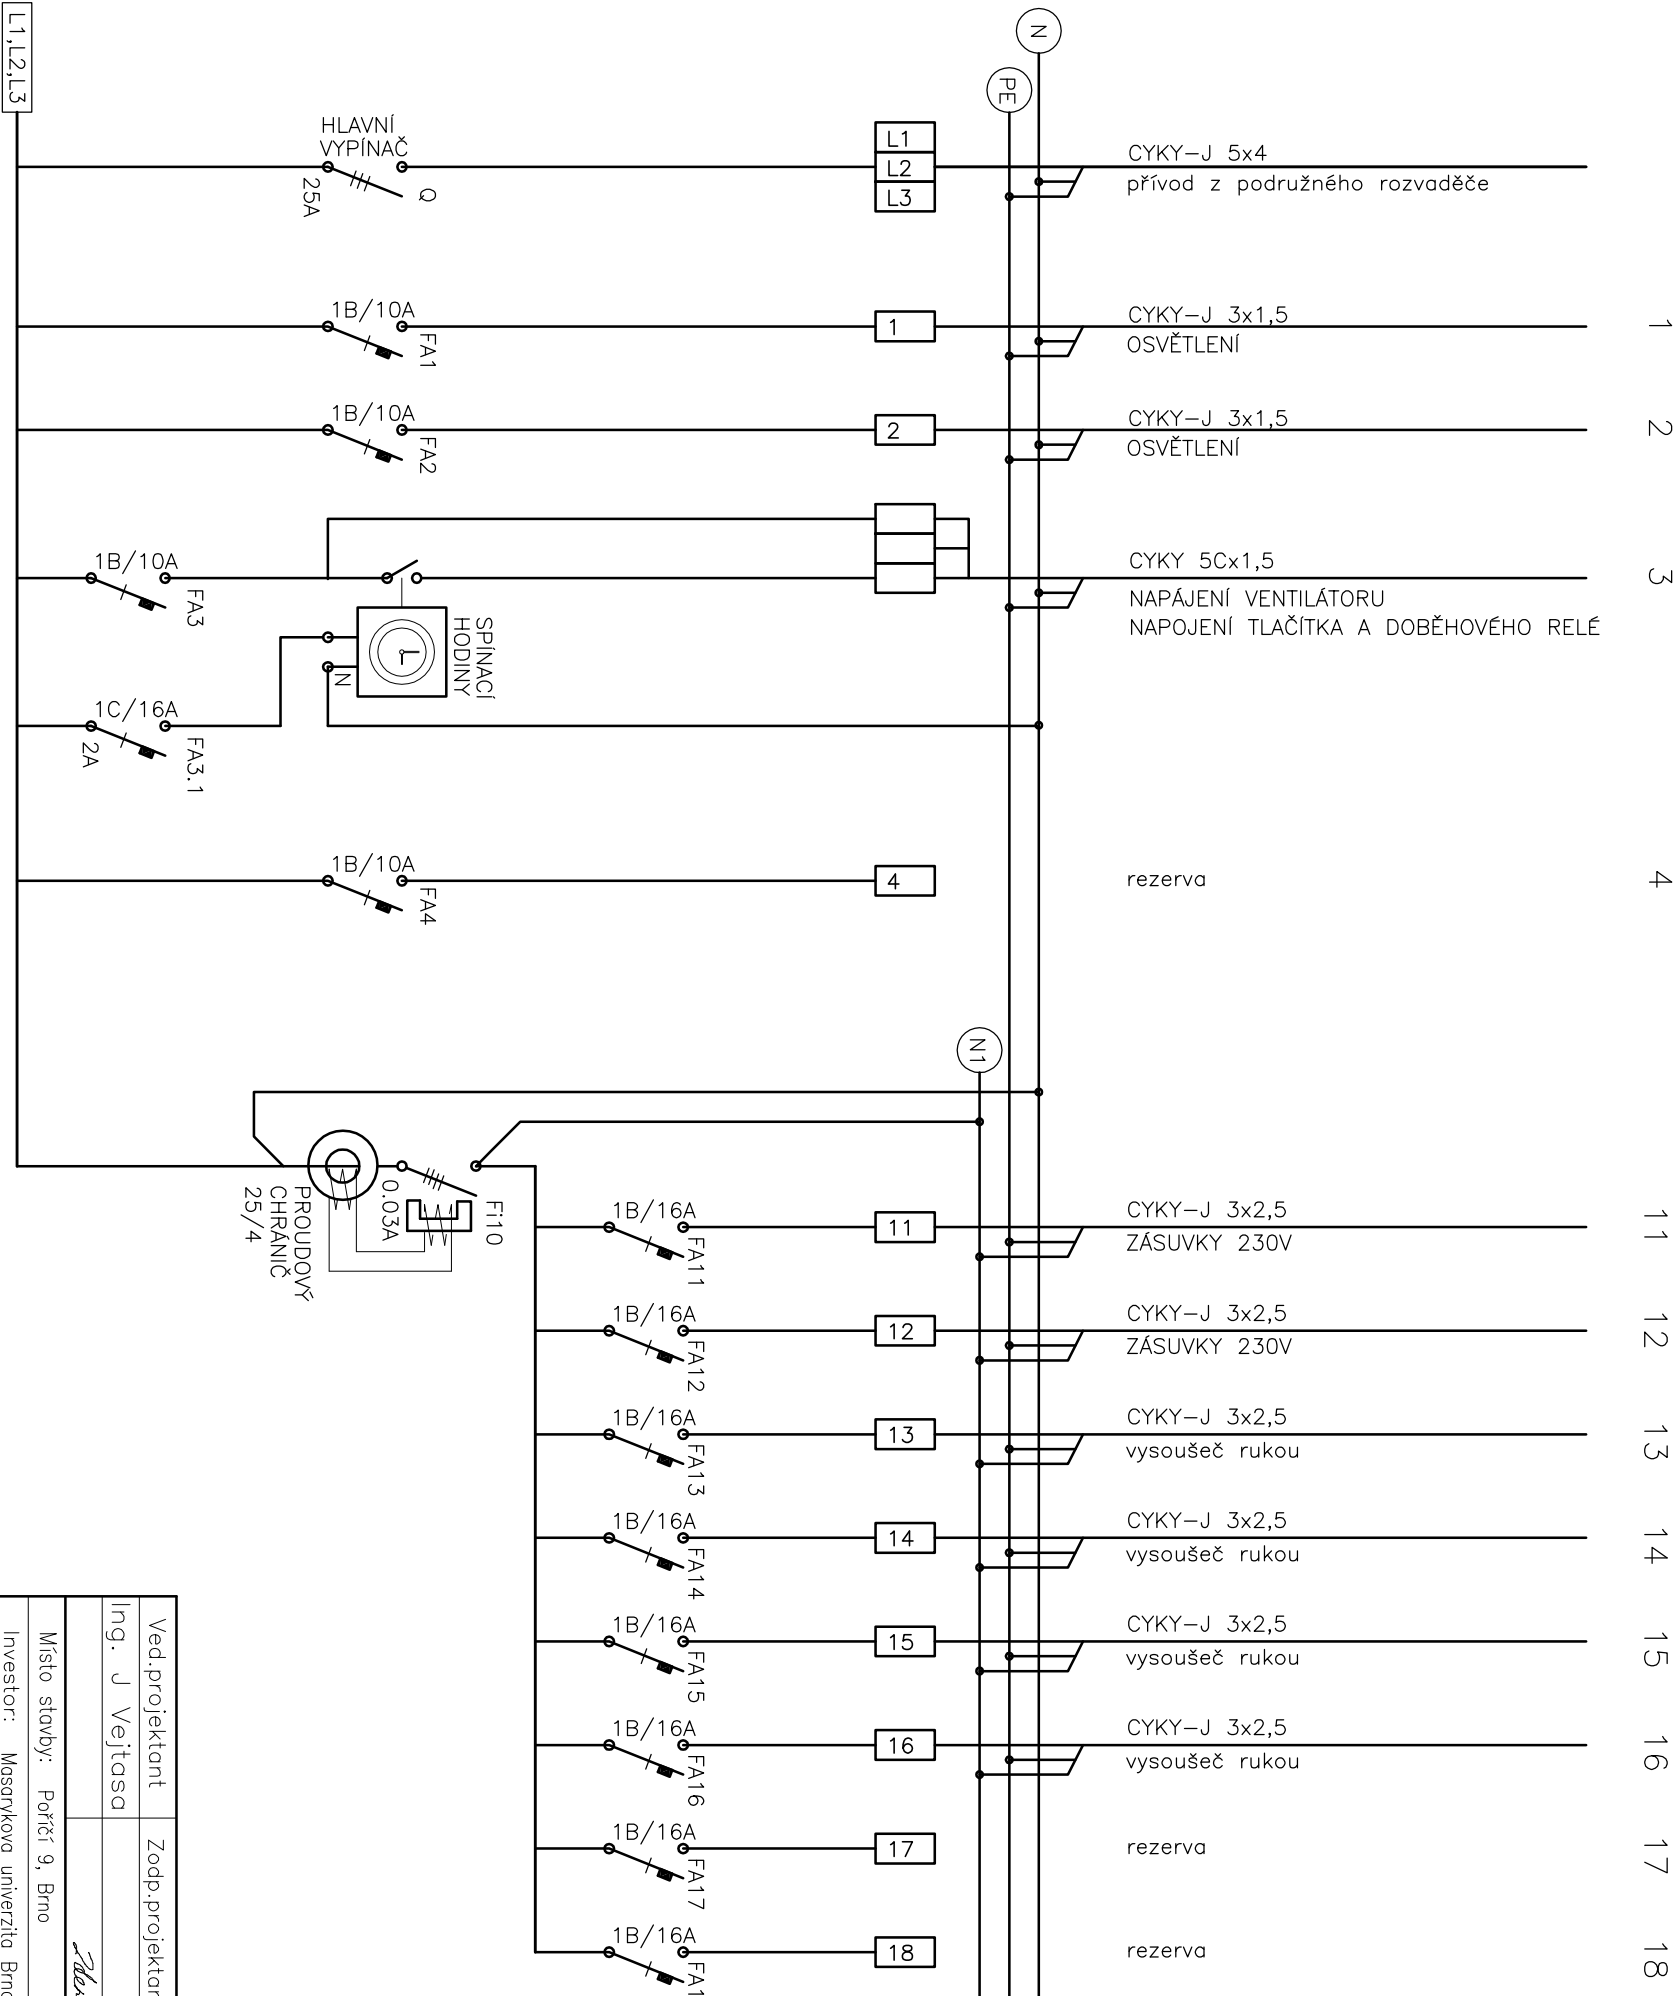 L1,L2,L3
N
PE
HLAVNÍ
VYPÍNAČ
25A
Q
L1
L2
L3
CYKY-J 5x4
přívod z podružného rozvaděče
1B/10A
FA1
1
CYKY-J 3x1,5
OSVĚTLENÍ
1
1B/10A
FA2
2
CYKY-J 3x1,5
OSVĚTLENÍ
2
1B/10A
FA3
CYKY 5Cx1,5
NAPÁJENÍ VENTILÁTORU
NAPOJENÍ TLAČÍTKA A DOBĚHOVÉHO RELÉ
3
SPÍNACÍ
HODINY
N
1C/16A
FA3.1
2A
1B/10A
FA4
4
rezerva
4
N1
Fi10
0.03A
PROUDOVÝ
CHRÁNIČ
25/4
1B/16A
FA11
11
CYKY-J 3x2,5
ZÁSUVKY 230V
11
1B/16A
FA12
12
CYKY-J 3x2,5
ZÁSUVKY 230V
12
1B/16A
FA13
13
CYKY-J 3x2,5
vysoušeč rukou
13
1B/16A
FA14
14
CYKY-J 3x2,5
vysoušeč rukou
14
1B/16A
FA15
15
CYKY-J 3x2,5
vysoušeč rukou
15
1B/16A
FA16
16
CYKY-J 3x2,5
vysoušeč rukou
16
1B/16A
FA17
17
rezerva
17
1B/16A
18
rezerva
18
Ved.projektant
Ing. J Vejtasa
Místo stavby: Poříčí 9, Brno
Investor: Masarykova univerzita